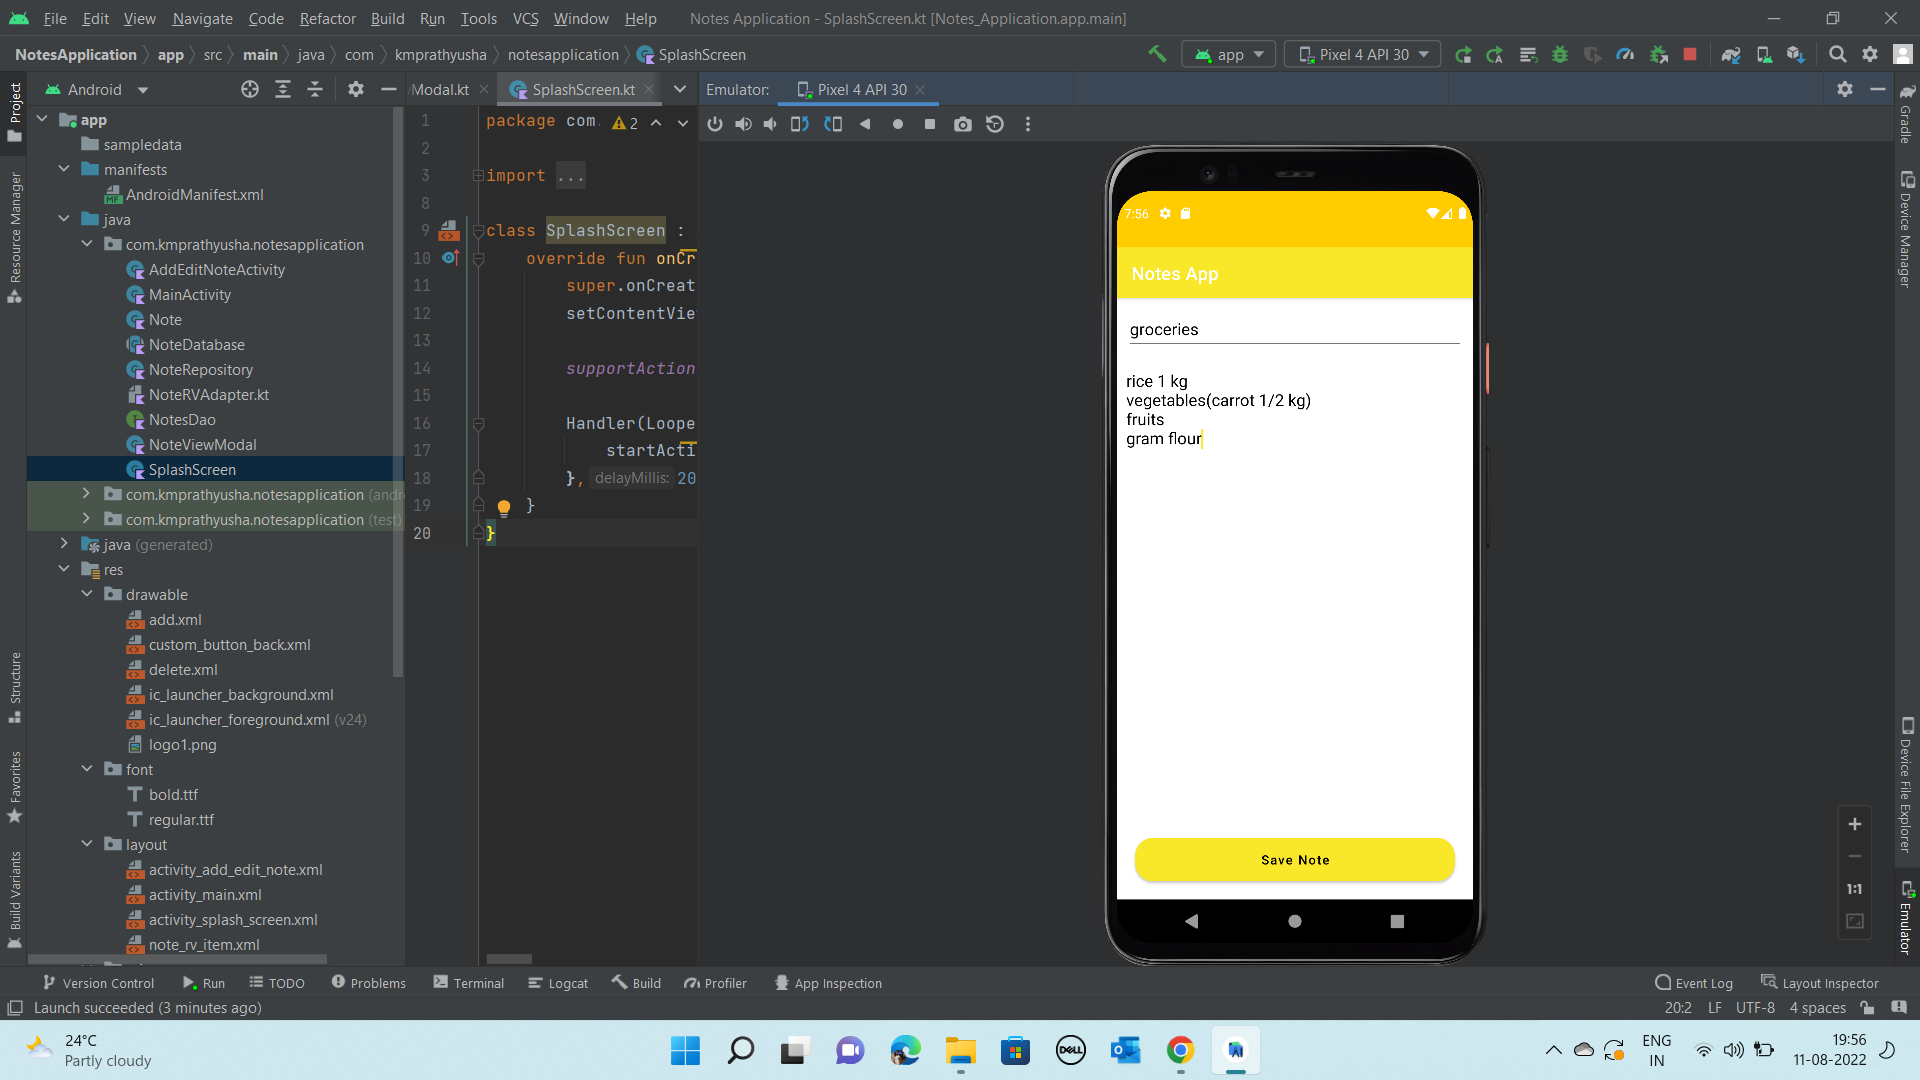 File Edit View Navigate Code Refactor Build Run Tools VCS Window Help Notes Application - SplashScreen.kt [Notes_Application.app.main]
NotesApplication app src main java com kmprathyusha notesapplication SplashScreen app Pixel 4 API 30
Android Modal.kt SplashScreen.kt Emulator: Pixel 4 API 30
Project
Resource Manager
Structure
Favorites
Build Variants
app
sampledata
manifests
AndroidManifest.xml
java
com.kmprathyusha.notesapplication
AddEditNoteActivity
MainActivity
Note
NoteDatabase
NoteRepository
NoteRVAdapter.kt
NotesDao
NoteViewModal
SplashScreen
com.kmprathyusha.notesapplication (andr
com.kmprathyusha.notesapplication (test)
java (generated)
res
drawable
add.xml
custom_button_back.xml
delete.xml
ic_launcher_background.xml
ic_launcher_foreground.xml (v24)
logo1.png
font
bold.ttf
regular.ttf
layout
activity_add_edit_note.xml
activity_main.xml
activity_splash_screen.xml
note_rv_item.xml
1 package com. 2
2
3 import ...
8
9 class SplashScreen :
10 override fun onCr
11 super.onCreat
12 setContentVie
13
14 supportAction
15
16 Handler(Loope
17 startActi
18 }, delayMillis: 20
19 }
20 }
7:56
Notes App
groceries
rice 1 kg
vegetables(carrot 1/2 kg)
fruits
gram flour
Save Note
1:1
Gradle
Device Manager
Device File Explorer
Emulator
Version Control Run TODO Problems Terminal Logcat Build Profiler App Inspection Event Log Layout Inspector
Launch succeeded (3 minutes ago) 20:2 LF UTF-8 4 spaces
24°C
Partly cloudy
DELL
ENG
IN
19:56
11-08-2022